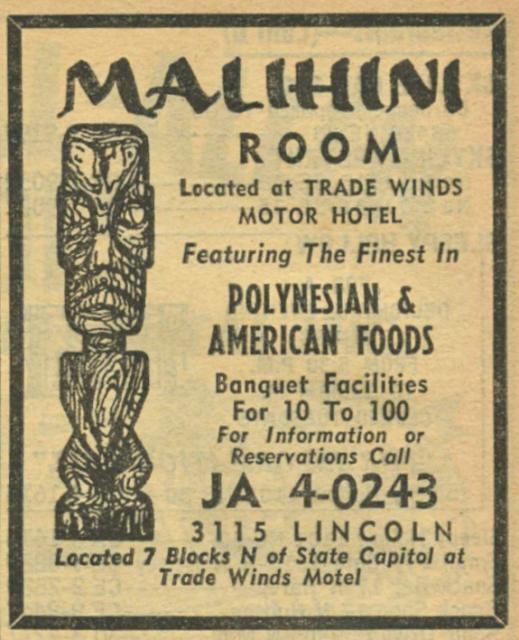 MALIHINI
ROOM
Located at TRADE WINDS
MOTOR HOTEL
Featuring The Finest In
POLYNESIAN &
AMERICAN FOODS
Banquet Facilities
For 10 To 100
For Information or
Reservations Call
JA 4-0243
3115 LINCOLN
Located 7 Blocks N of State Capitol at
Trade Winds Motel